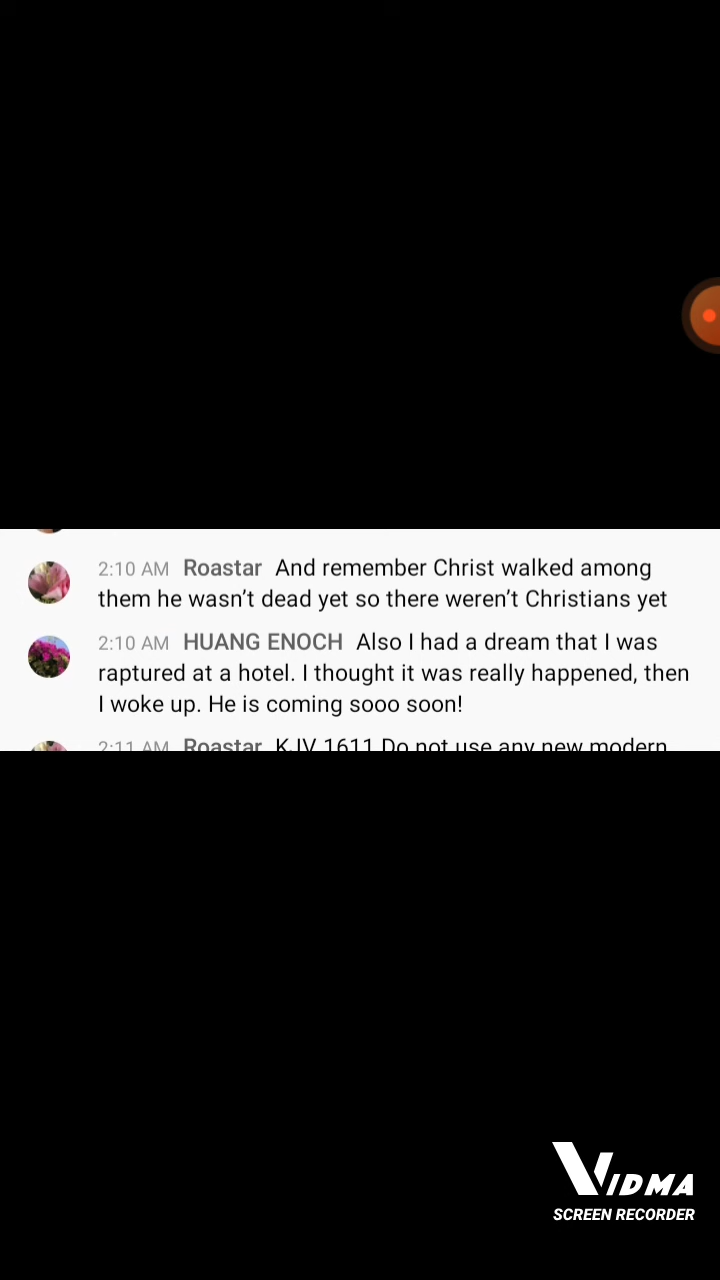 2:10 AM Roastar And remember Christ walked among
them he wasn’t dead yet so there weren’t Christians yet
2:10 AM HUANG ENOCH Also I had a dream that I was
raptured at a hotel. I thought it was really happened, then
I woke up. He is coming sooo soon!
2:11 AM Roastar KJV 1611 Do not use any new modern
VIDMA
SCREEN RECORDER